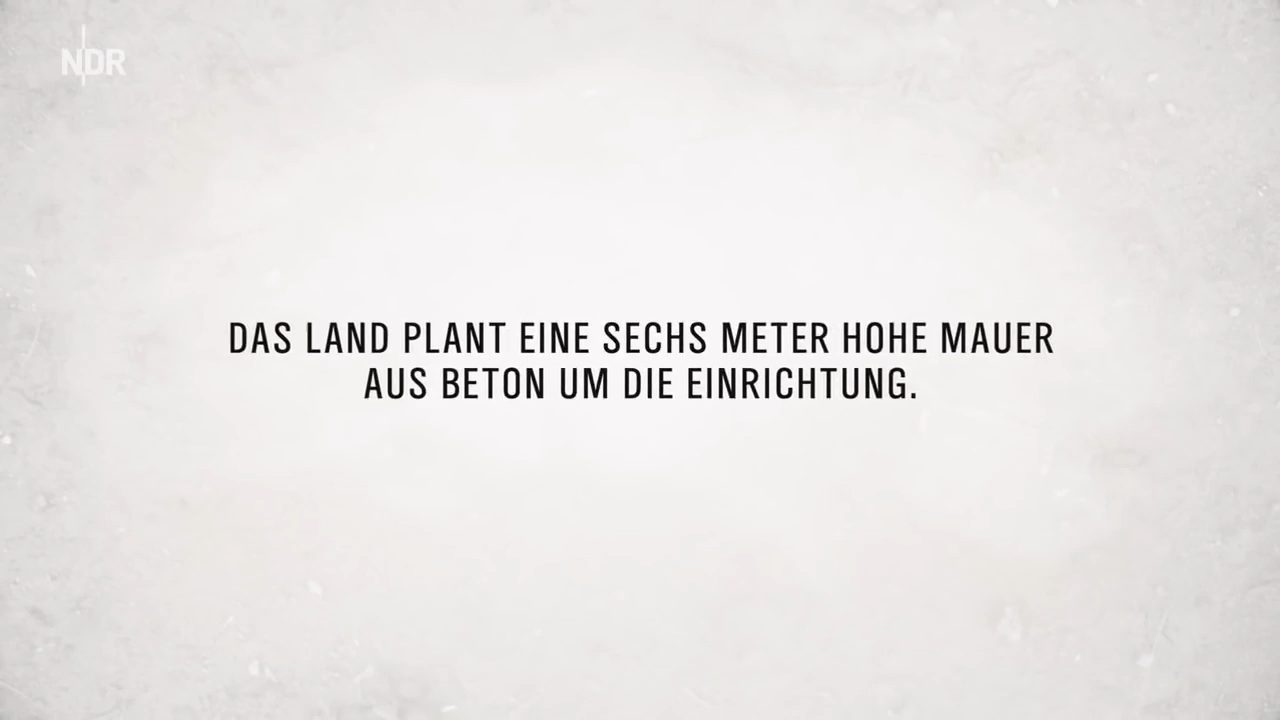 NDR
DAS LAND PLANT EINE SECHS METER HOHE MAUER
AUS BETON UM DIE EINRICHTUNG.